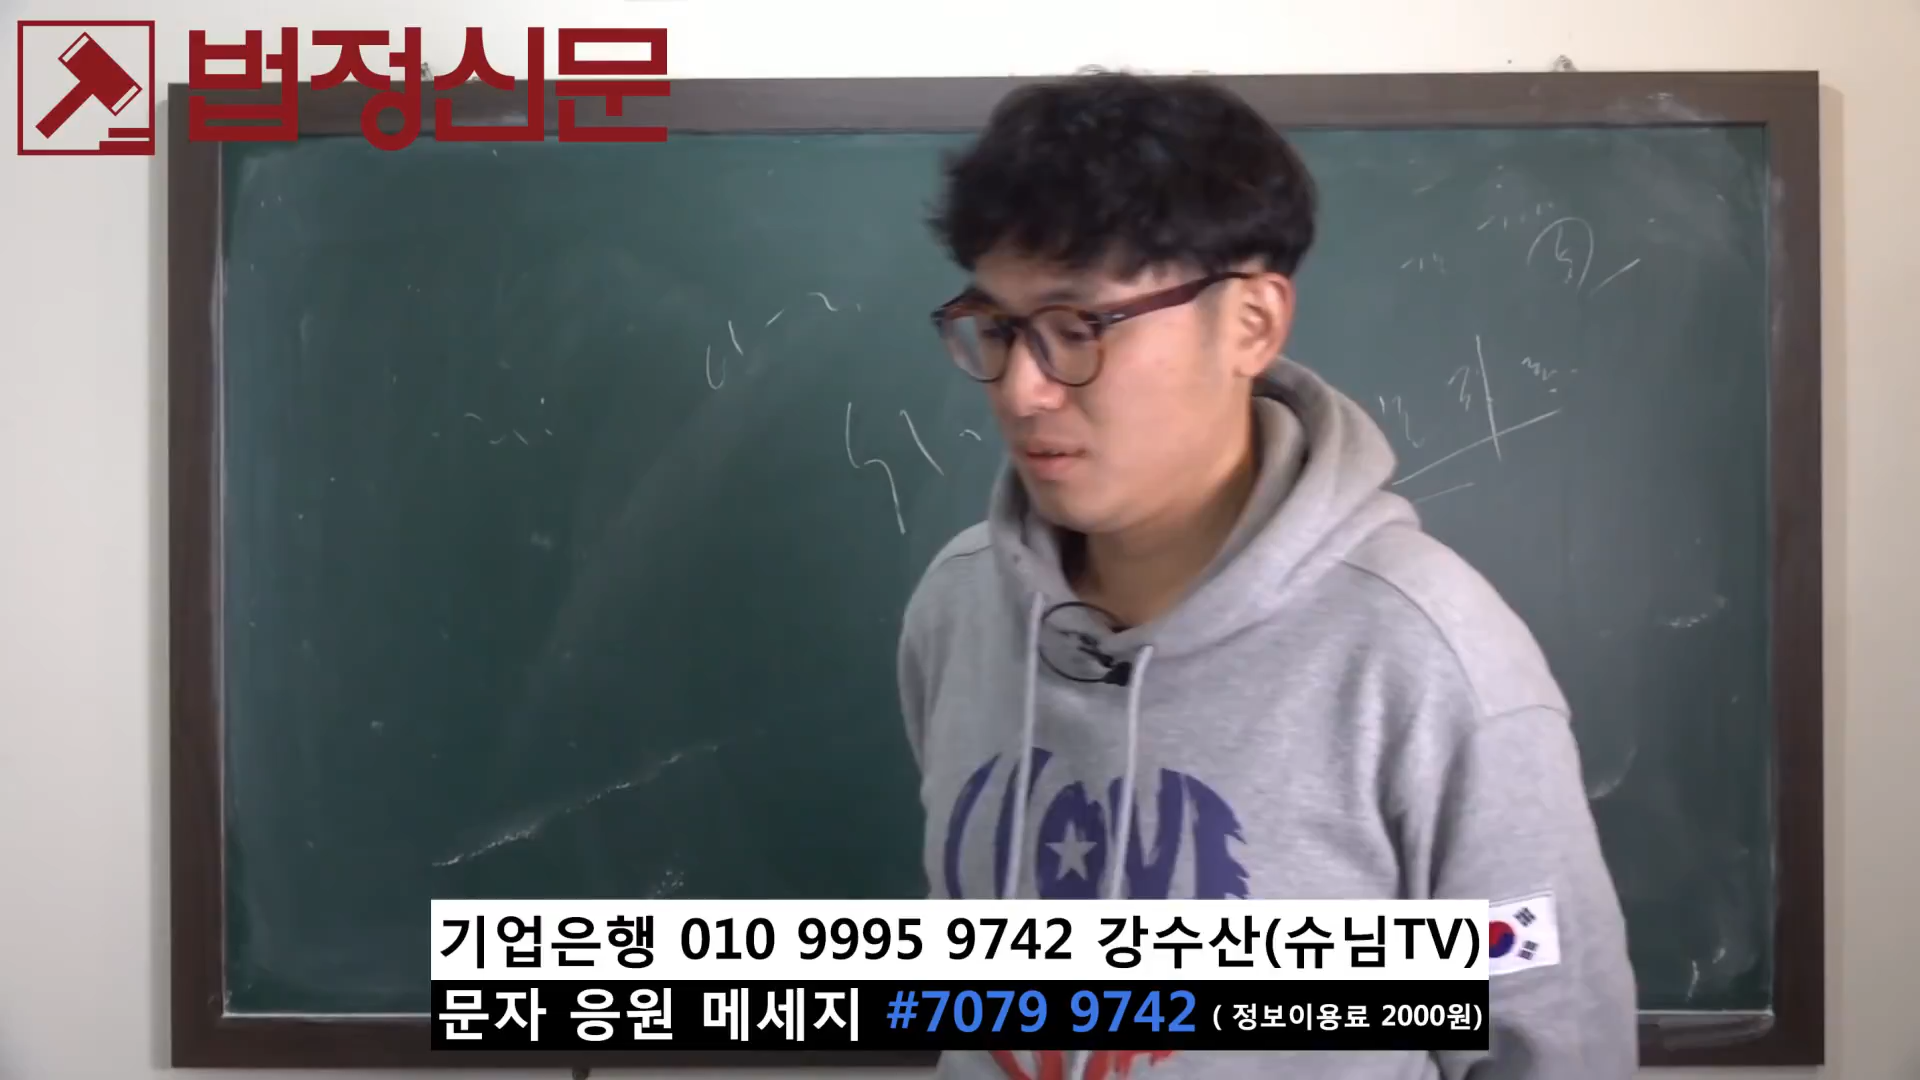 법정신문
기업은행 010 9995 9742 강수산(슈님TV)
문자 응원 메세지 #7079 9742 ( 정보이용료 2000원)